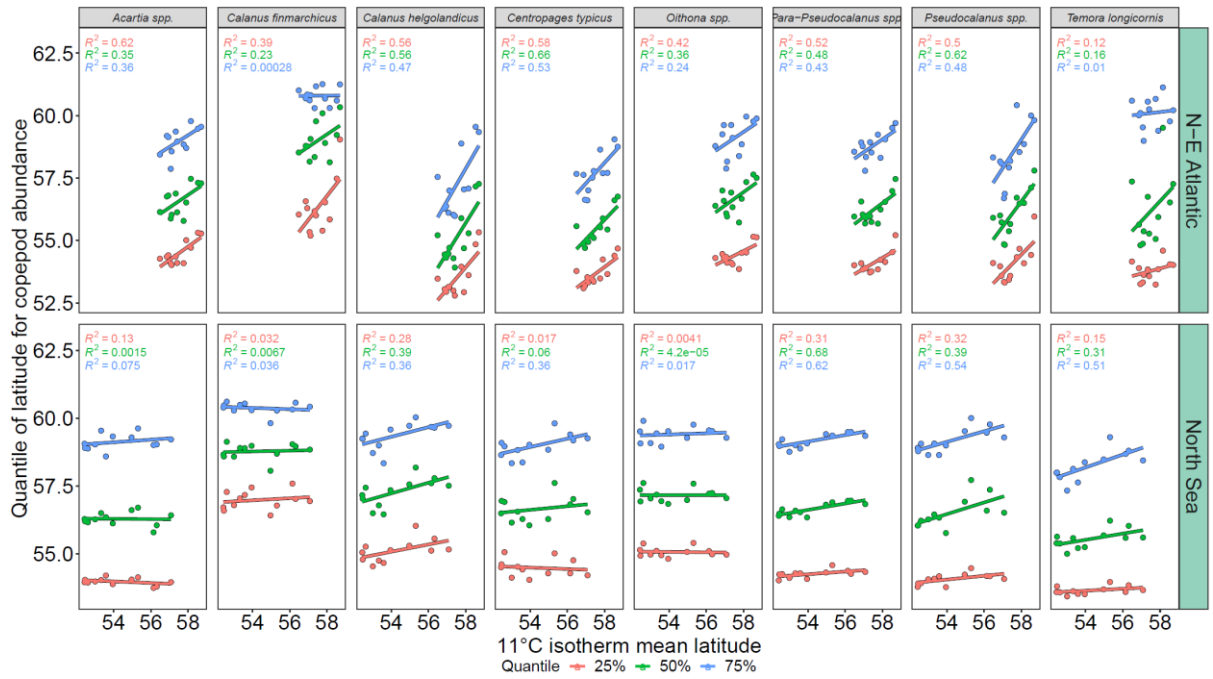 Acartia spp.
Calanus finmarchicus
Calanus helgolandicus
Centropages typicus
Oithona spp.
Para-Pseudocalanus spp
Pseudocalanus spp.
Temora longicornis
R² = 0.62
R² = 0.35
R² = 0.36
R² = 0.39
R² = 0.23
R² = 0.00028
R² = 0.56
R² = 0.56
R² = 0.47
R² = 0.58
R² = 0.66
R² = 0.53
R² = 0.42
R² = 0.36
R² = 0.24
R² = 0.52
R² = 0.48
R² = 0.43
R² = 0.5
R² = 0.62
R² = 0.48
R² = 0.12
R² = 0.16
R² = 0.01
62.5
60.0
57.5
55.0
52.5
N−E Atlantic
Quantile of latitude for copepod abundance
R² = 0.13
R² = 0.0015
R² = 0.075
R² = 0.032
R² = 0.0067
R² = 0.036
R² = 0.28
R² = 0.39
R² = 0.36
R² = 0.017
R² = 0.06
R² = 0.36
R² = 0.0041
R² = 4.2e−05
R² = 0.017
R² = 0.31
R² = 0.68
R² = 0.62
R² = 0.32
R² = 0.39
R² = 0.54
R² = 0.15
R² = 0.31
R² = 0.51
62.5
60.0
57.5
55.0
North Sea
54 56 58 54 56 58 54 56 58 54 56 58 54 56 58 54 56 58 54 56 58 54 56 58
11°C isotherm mean latitude
Quantile 25% 50% 75%